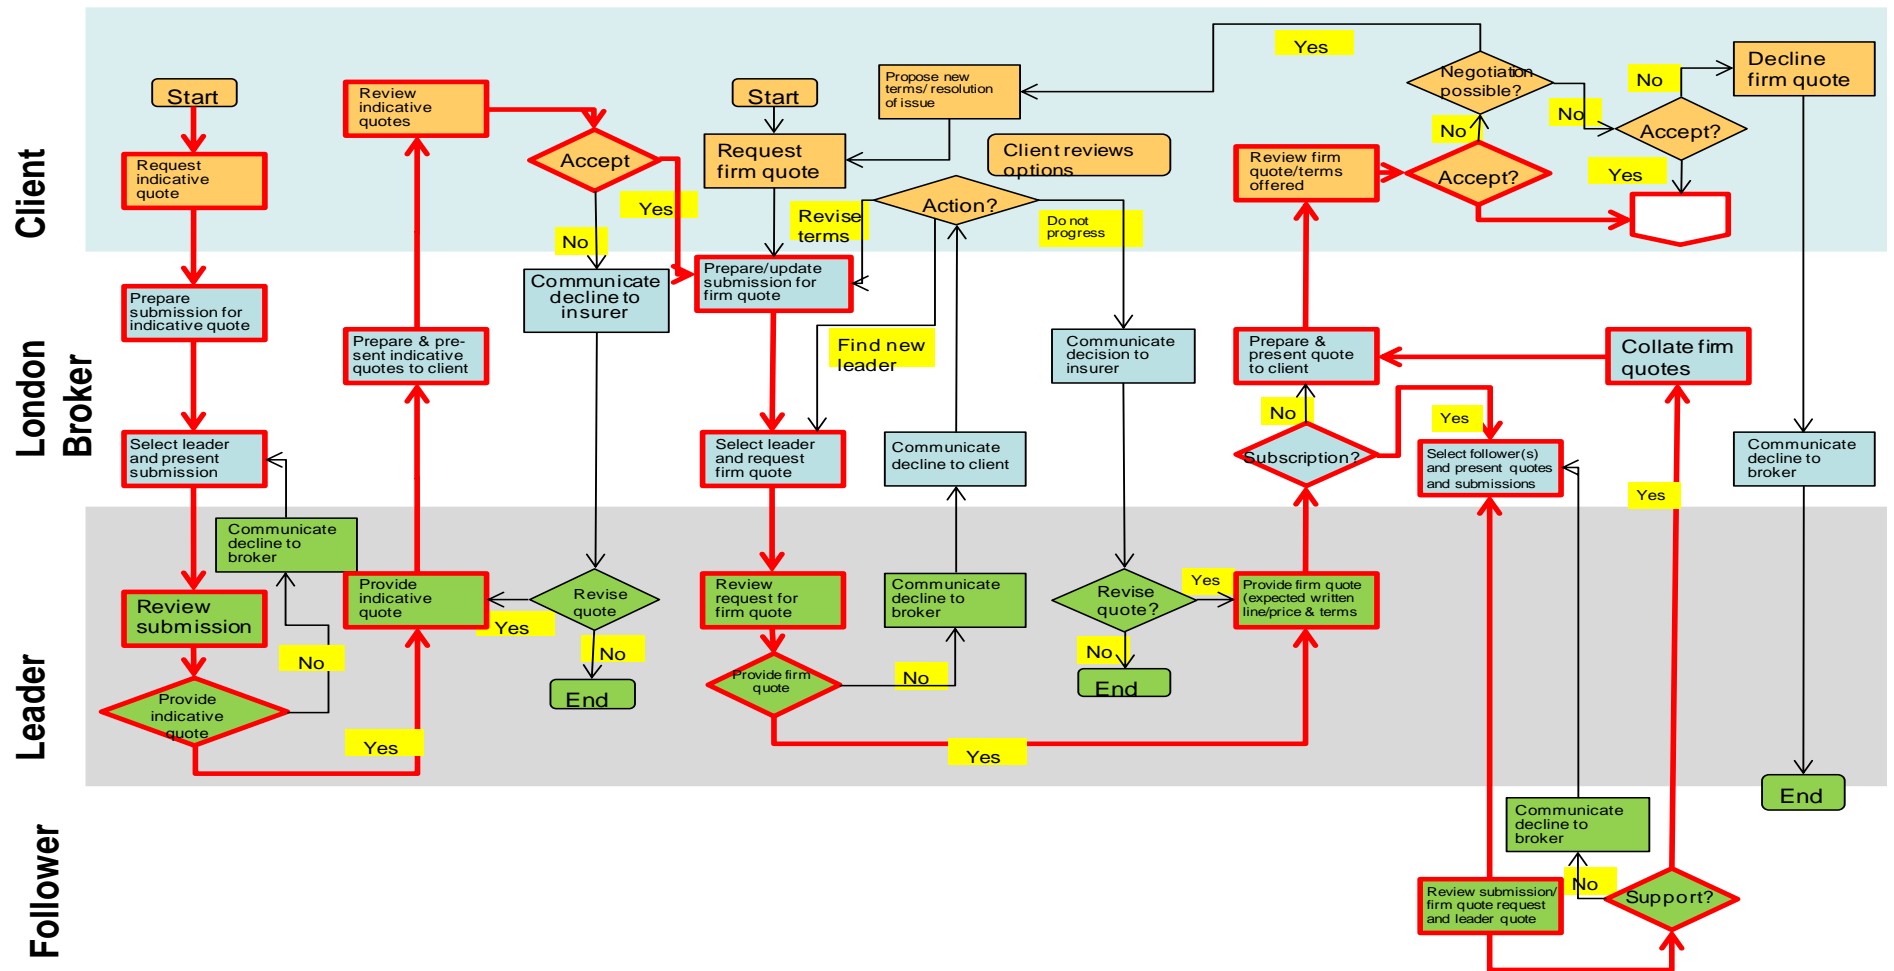 Client
Start
Request
indicative
quote
Review
indicative
quotes
Accept
Yes
No
Start
Request
firm quote
Propose new
terms/ resolution
of issue
Client reviews
options
Action?
Revise
terms
Do not
progress
Yes
Negotiation
possible?
No
No
Review firm
quote/terms
offered
Accept?
No
Accept?
Yes
Decline
firm quote
London
Broker
Prepare
submission for
indicative quote
Select leader
and present
submission
Prepare & pre-
sent indicative
quotes to client
Communicate
decline to
insurer
Prepare/update
submission for
firm quote
Find new
leader
Select leader
and request
firm quote
Communicate
decline to client
Communicate
decision to
insurer
Prepare &
present quote
to client
No
Subscription?
Yes
Select follower(s)
and present quotes
and submissions
Collate firm
quotes
Yes
Communicate
decline to
broker
Leader
Communicate
decline to
broker
Review
submission
No
Provide
indicative
quote
Yes
Provide
indicative
quote
Yes
Revise
quote
No
End
Review
request for
firm quote
Provide firm
quote
No
Yes
Communicate
decline to
broker
Revise
quote?
Yes
No
End
Provide firm quote
(expected written
line/price & terms
End
Follower
Communicate
decline to
broker
Review submission/
firm quote request
and leader quote
No
Support?